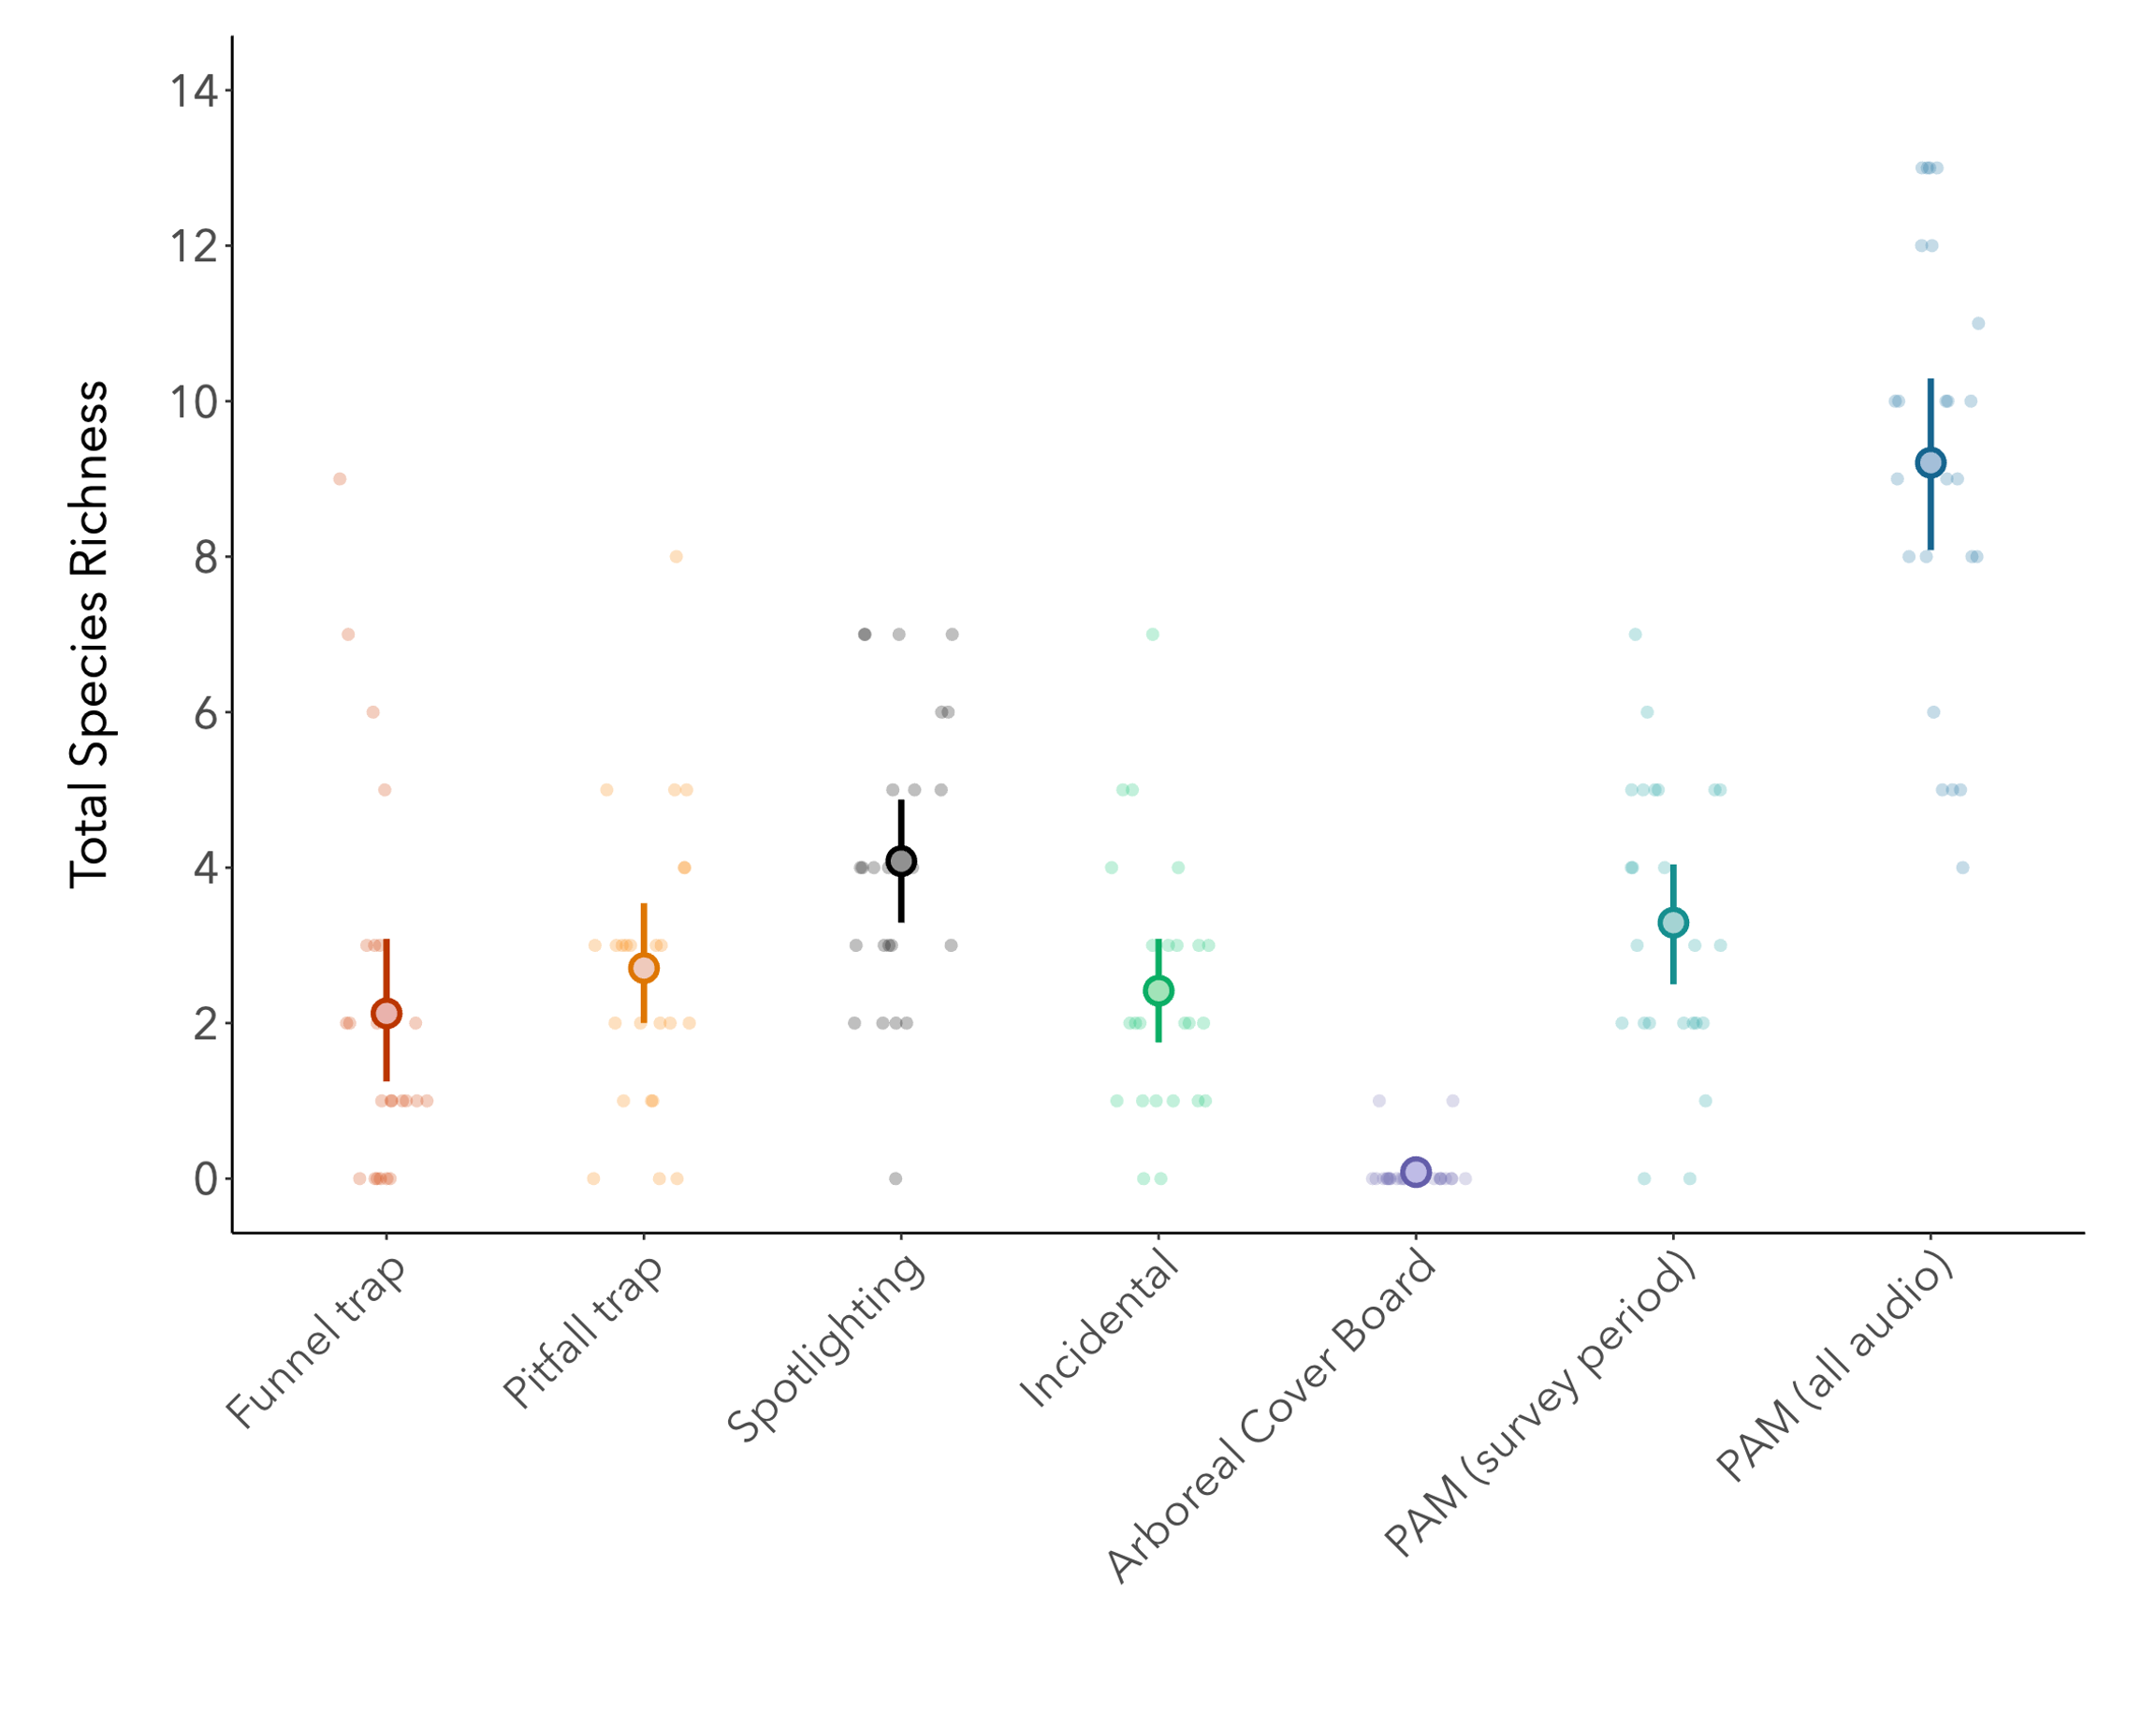 Total Species Richness
14
12
10
8
6
4
2
0
Funnel trap
Pitfall trap
Spotlighting
Incidental
Arboreal Cover Board
PAM (survey period)
PAM (all audio)